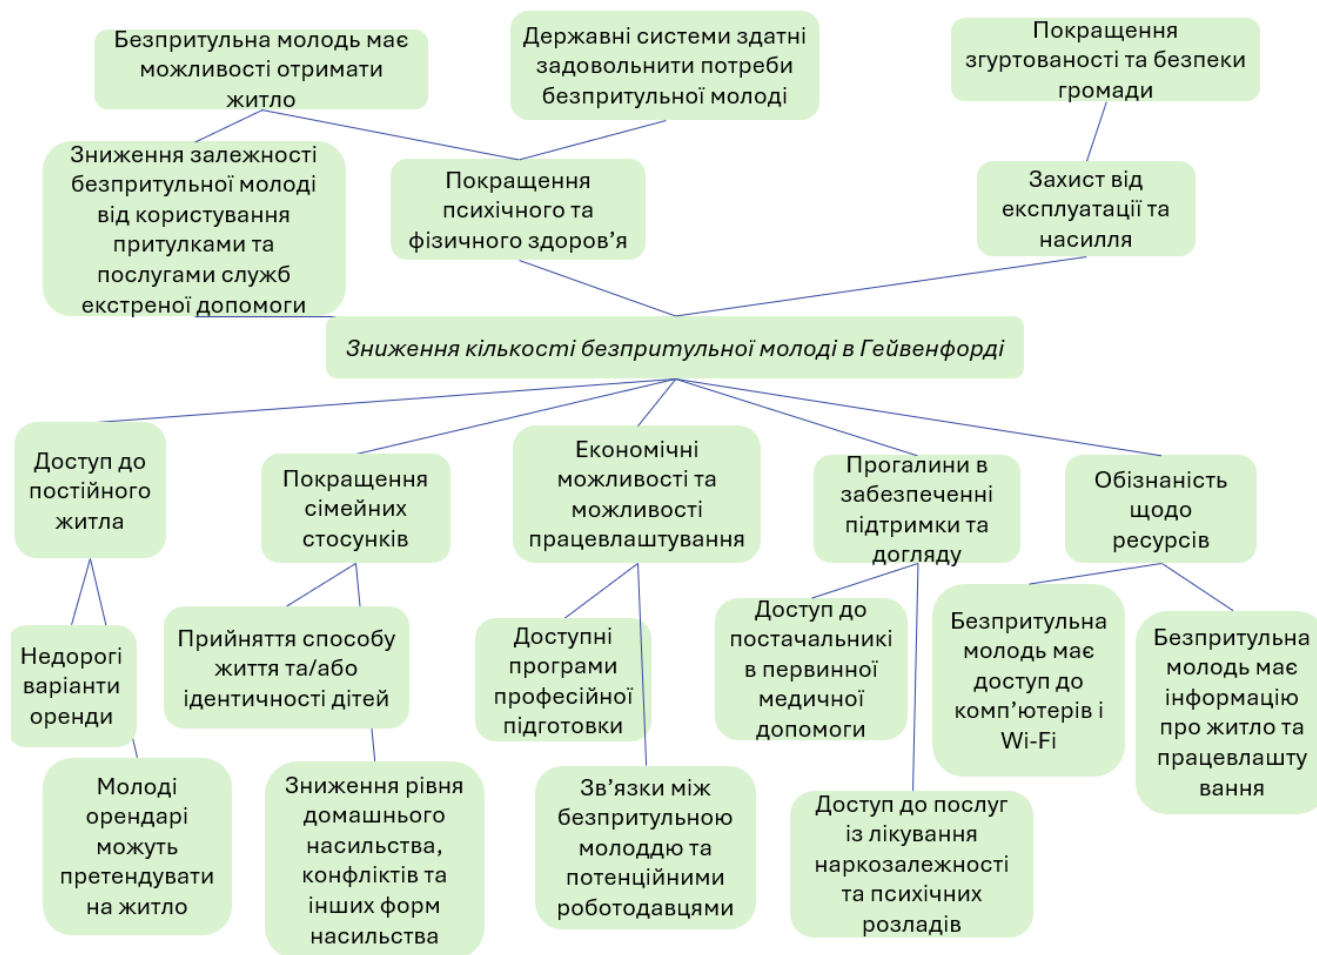 Безпритульна молодь має
можливості отримати
житло
Державні системи здатні
задовольнити потреби
безпритульної молоді
Покращення
згуртованості та безпеки
громади
Зниження залежності
безпритульної молоді
від користування
притулками та
послугами служб
екстреної допомоги
Покращення
психічного та
фізичного здоров’я
Захист від
експлуатації та
насилля
Зниження кількості безпритульної молоді в Гейвенфорді
Доступ до
постійного
житла
Покращення
сімейних
стосунків
Економічні
можливості та
можливості
працевлаштування
Прогалини в
забезпеченні
підтримки та
догляду
Обізнаність
щодо
ресурсів
Недорогі
варіанти
оренди
Прийняття способу
життя та/або
ідентичності дітей
Доступні
програми
професійної
підготовки
Доступ до
постачальникі
в первинної
медичної
допомоги
Безпритульна
молодь має
доступ до
комп’ютерів і
Wi-Fi
Безпритульна
молодь має
інформацію
про житло та
працевлашту
вання
Молоді
орендарі
можуть
претендувати
на житло
Зниження рівня
домашнього
насильства,
конфліктів та
інших форм
насильства
Зв’язки між
безпритульною
молоддю та
потенційними
роботодавцями
Доступ до послуг
із лікування
наркозалежності
та психічних
розладів